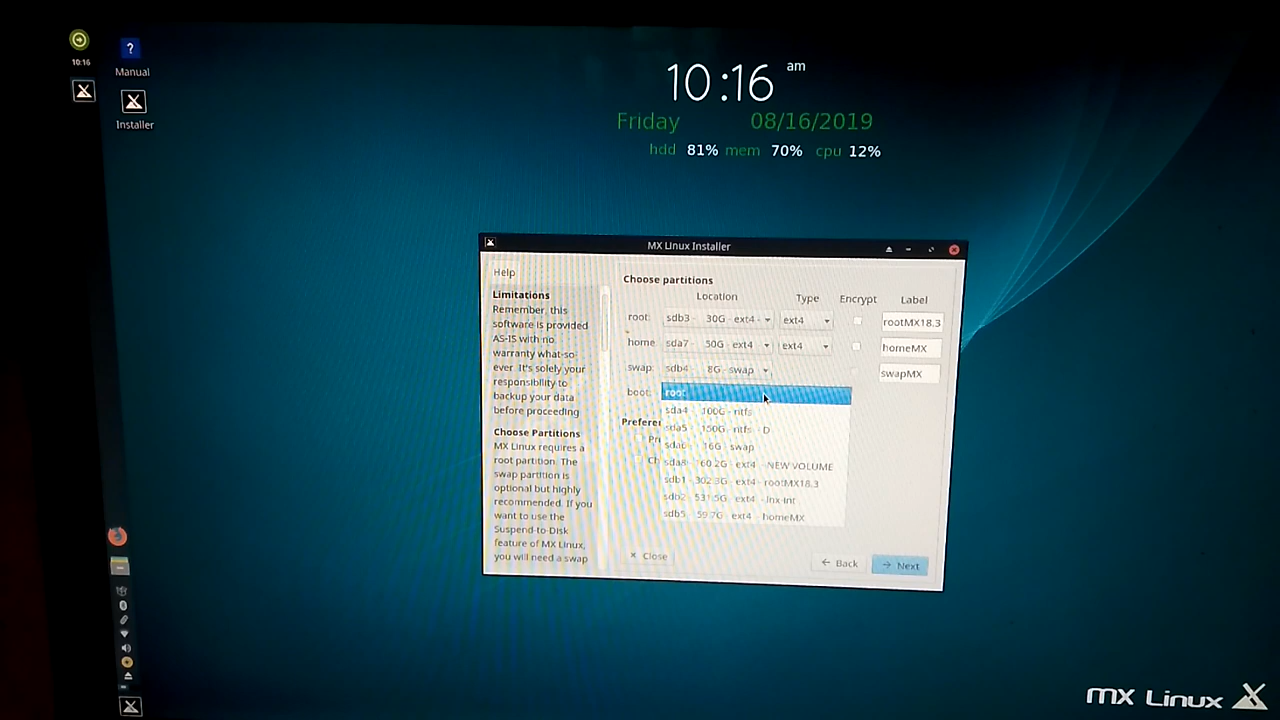 10:16
?
Manual
Installer
10:16 am
Friday 08/16/2019
hdd 81% mem 70% cpu 12%
MX Linux Installer
Help
Limitations
Remember, this
software is provided
AS-IS with no
warranty what-so-
ever. It's solely your
responsibility to
backup your data
before proceeding
Choose Partitions
MX Linux requires a
root partition. The
swap partition is
optional but highly
recommended. If you
want to use the
Suspend-to-Disk
feature of MX Linux,
you will need a swap
Choose partitions
Location Type Encrypt Label
root: sdb3 - 30G - ext4 - ext4 rootMX18.3
home sda7 - 50G - ext4 ext4 homeMX
swap: sdb4 8G - swap swapMX
boot: root
sda4 - 100G - ntfs
sda5 - 150G - ntfs - D
sda6 - 16G - swap
sda8 - 60.2G - ext4 - NEW VOLUME
sdb1 - 302.3G - ext4 - rootMX18.3
sdb2 - 531.5G - ext4 - lnx-int
sdb5 - 59.7G - ext4 - homeMX
Close
Back
Next
MX Linux